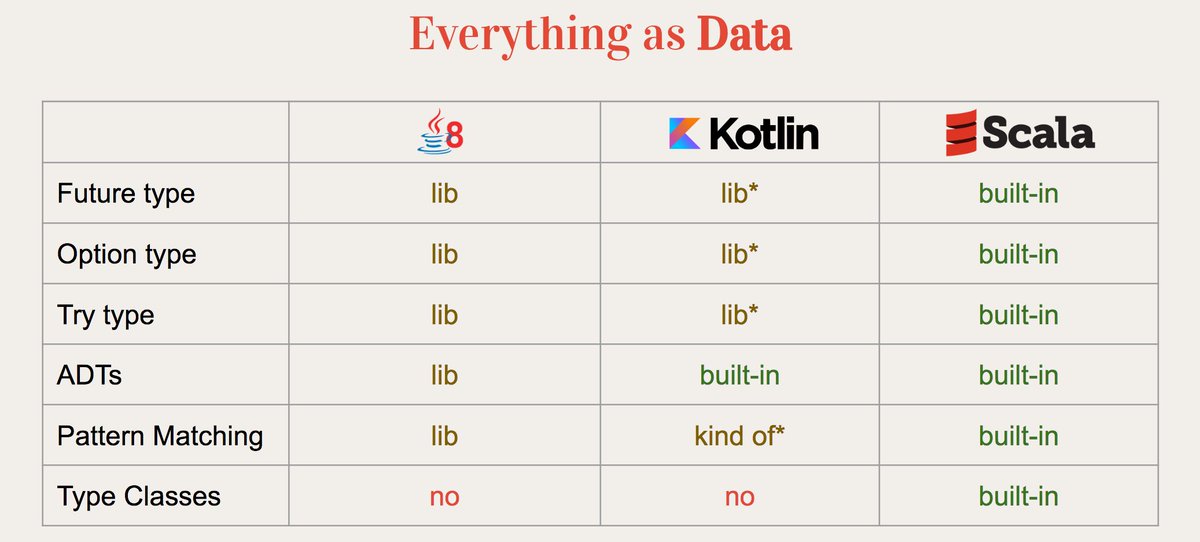 Everything as Data
8 Kotlin Scala
Future type lib lib* built-in
Option type lib lib* built-in
Try type lib lib* built-in
ADTs lib built-in built-in
Pattern Matching lib kind of* built-in
Type Classes no no built-in